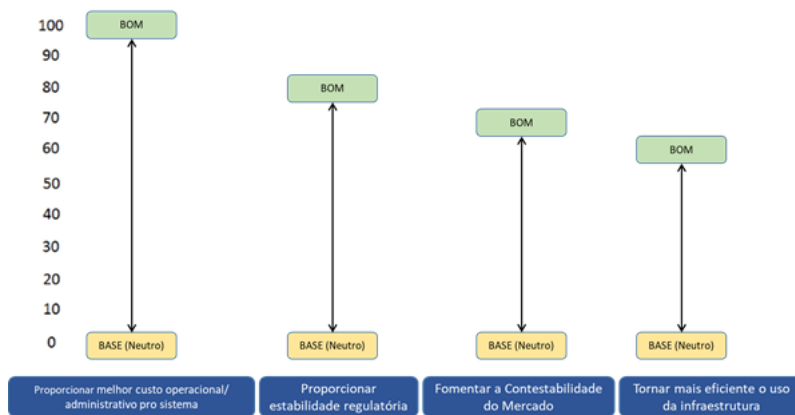 100
90
80
70
60
50
40
30
20
10
0
BOM
BOM
BOM
BOM
BASE (Neutro)
BASE (Neutro)
BASE (Neutro)
BASE (Neutro)
Proporcionar melhor custo operacional/
administrativo pro sistema
Proporcionar
estabilidade regulatória
Fomentar a Contestabilidade
do Mercado
Tornar mais eficiente o uso
da infraestrutura